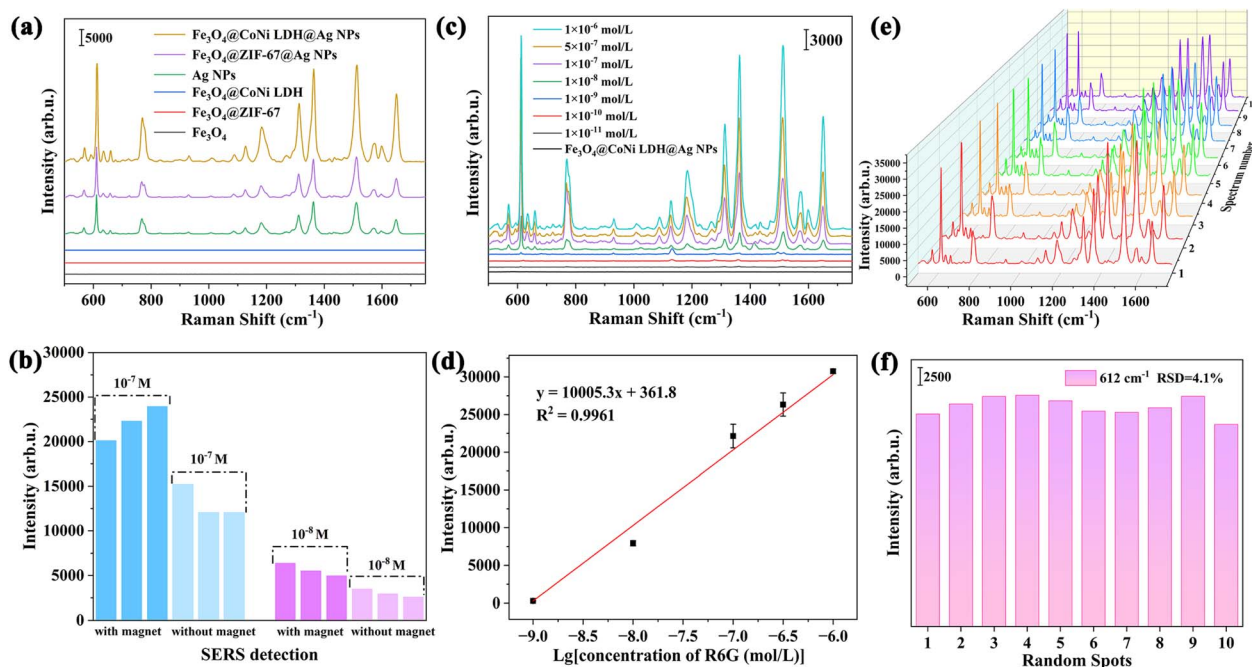 (a)
5000
Fe₃O₄@CoNi LDH@Ag NPs
Fe₃O₄@ZIF-67@Ag NPs
Ag NPs
Fe₃O₄@CoNi LDH
Fe₃O₄@ZIF-67
Fe₃O₄
Intensity (arb.u.)
600 800 1000 1200 1400 1600
Raman Shift (cm⁻¹)
(c)
1×10⁻⁶ mol/L
5×10⁻⁷ mol/L
1×10⁻⁷ mol/L
1×10⁻⁸ mol/L
1×10⁻⁹ mol/L
1×10⁻¹⁰ mol/L
1×10⁻¹¹ mol/L
Fe₃O₄@CoNi LDH@Ag NPs
3000
Intensity (arb.u.)
600 800 1000 1200 1400 1600
Raman Shift (cm⁻¹)
(e)
35000
30000
25000
20000
15000
10000
5000
0
Intensity (arb.u.)
600 800 1000 1200 1400 1600
Raman Shift (cm⁻¹)
1
2
3
4
5
6
7
8
9
Spectrum number
(b)
30000
25000
20000
15000
10000
5000
0
Intensity (arb.u.)
10⁻⁷ M
10⁻⁷ M
10⁻⁸ M
10⁻⁸ M
with magnet without magnet with magnet without magnet
SERS detection
(d)
30000
25000
20000
15000
10000
5000
0
Intensity (arb.u.)
y = 10005.3x + 361.8
R² = 0.9961
−9.0 −8.5 −8.0 −7.5 −7.0 −6.5 −6.0
Lg[concentration of R6G (mol/L)]
(f)
2500
612 cm⁻¹ RSD=4.1%
Intensity (arb.u.)
1 2 3 4 5 6 7 8 9 10
Random Spots